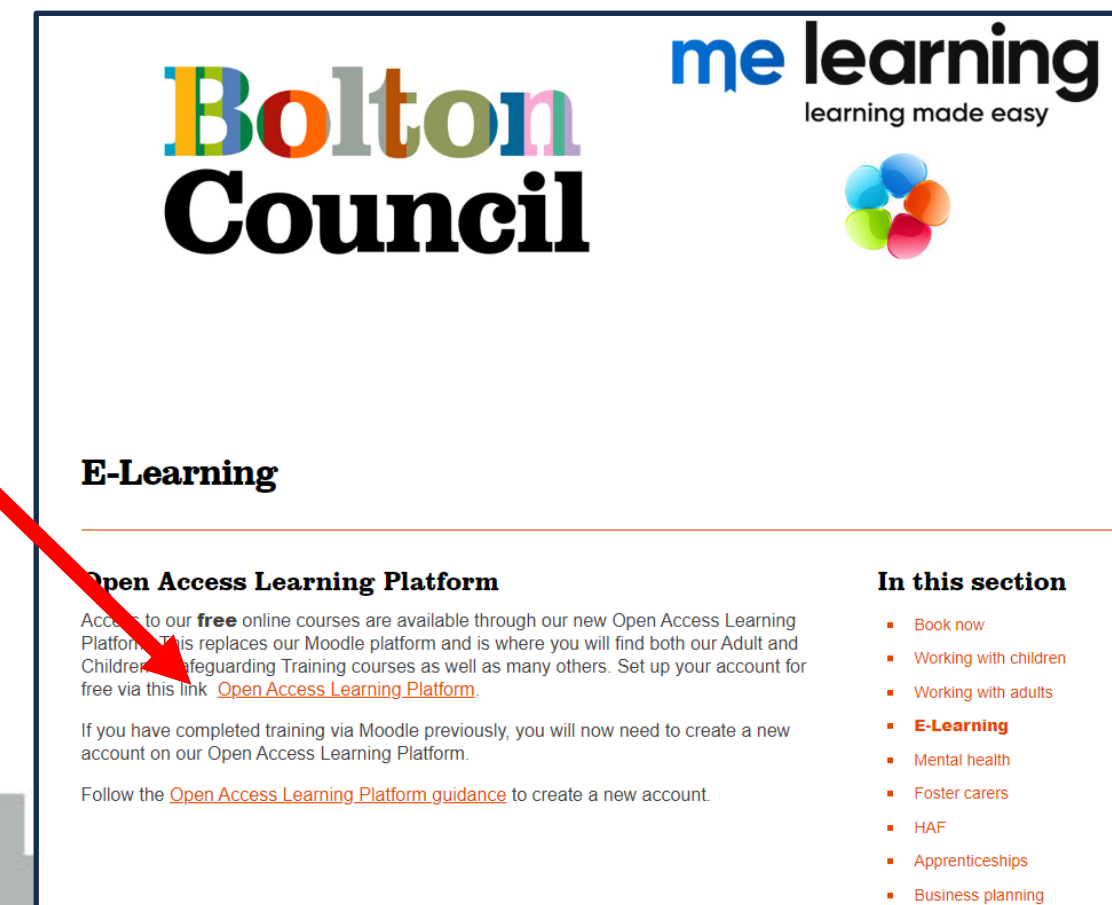 Bolton
Council
me learning
learning made easy
E-Learning
Open Access Learning Platform
Access to our free online courses are available through our new Open Access Learning
Platform. This replaces our Moodle platform and is where you will find both our Adult and
Safeguarding Training courses as well as many others. Set up your account for
free via this link Open Access Learning Platform.
If you have completed training via Moodle previously, you will now need to create a new
account on our Open Access Learning Platform.
Follow the Open Access Learning Platform guidance to create a new account.
In this section
Book now
Working with children
Working with adults
E-Learning
Mental health
Foster carers
HAF
Apprenticeships
Business planning